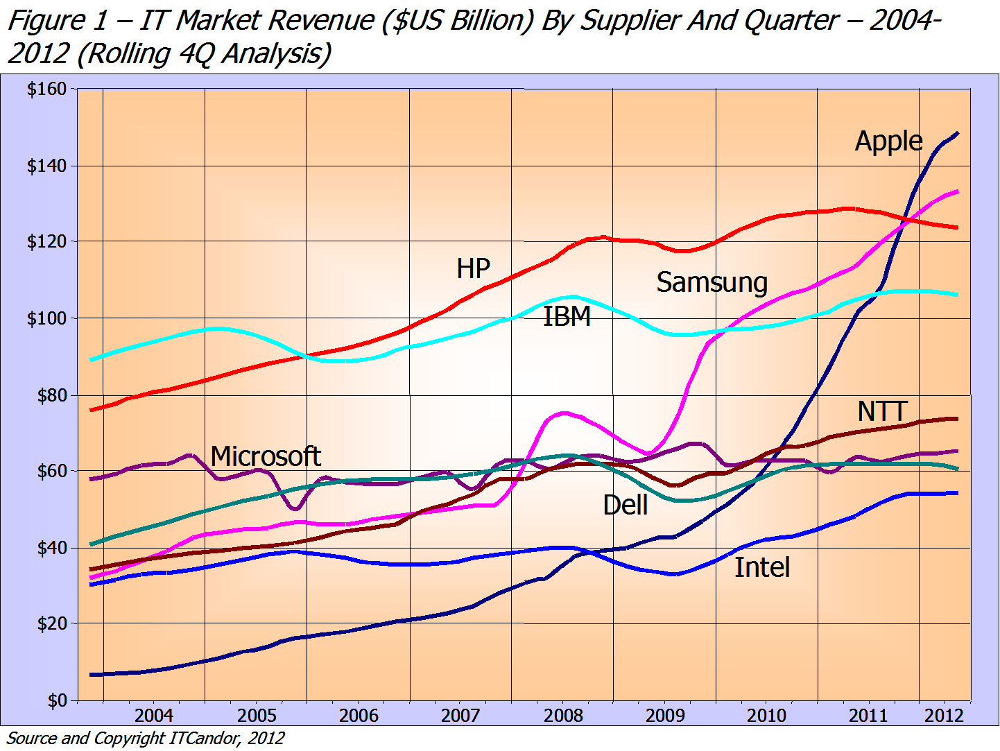 Figure 1 – IT Market Revenue ($US Billion) By Supplier And Quarter – 2004-
2012 (Rolling 4Q Analysis)
$160
Apple
$140
$120
HP
Samsung
IBM
$100
$80
NTT
Microsoft
$60
Dell
$40
Intel
$20
$0
2004 2005 2006 2007 2008 2009 2010 2011 2012
Source and Copyright ITCandor, 2012